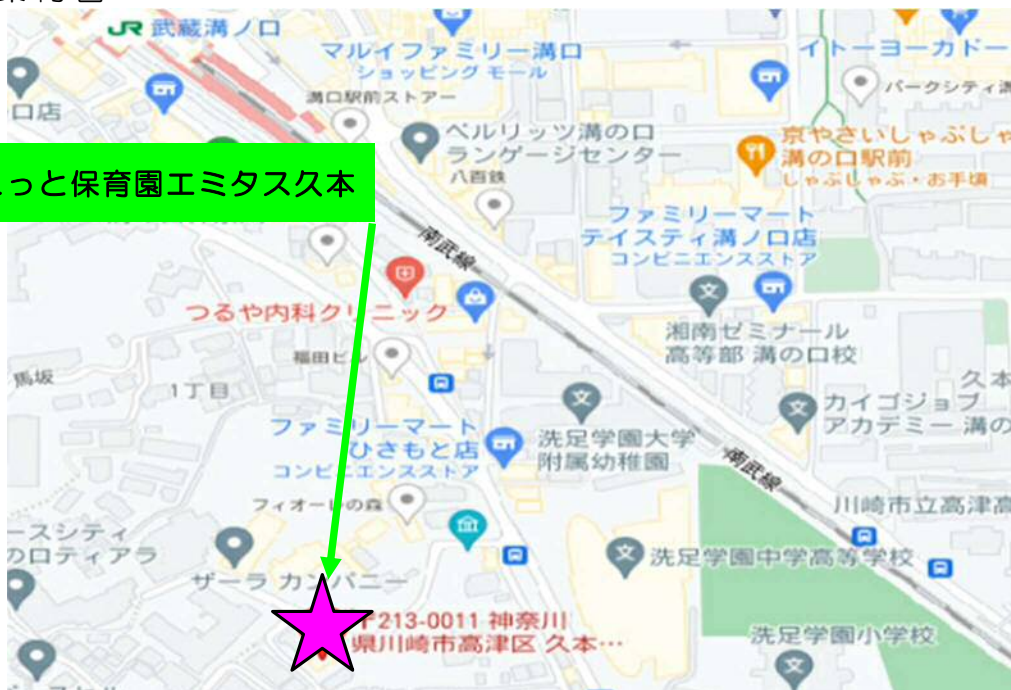 JR 武蔵溝ノ口
マルイファミリー溝口
ショッピング モール
イトーヨーカドー
口店
溝口駅前ストアー
パークシティ溝
ベルリッツ溝の口
ランゲージセンター
京やさいしゃぶしゃ
溝の口駅前
しゃぶしゃぶ・お手頃
八百鉄
っと保育園エミタス久本
ファミリーマート
テイスティ溝ノ口店
コンビニエンスストア
南武線
つるや内科クリニック
湘南ゼミナール
高等部 溝の口校
福田ビル
馬坂
1丁目
久本
カイゴジョブ
アカデミー 溝の
ファミリーマート
ひさもと店
コンビニエンスストア
洗足学園大学
附属幼稚園
南武線
フィオーレの森
川崎市立高津高
ースシティ
のロティアラ
洗足学園中学高等学校
ザーラ カンパニー
〒213-0011 神奈川
県川崎市高津区 久本…
洗足学園小学校